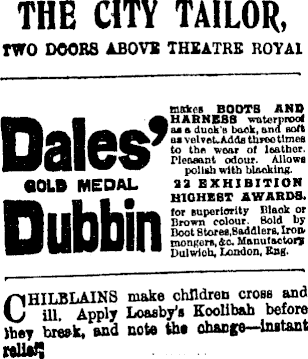 THE CITY TAILOR,
TWO DOORS ABOVE THEATRE ROYAL
Dales'
GOLD MEDAL
Dubbin
makes BOOTS AND
HARNESS waterproof
as a duck's back, and soft
as velvet. Adds three times
to the wear of leather.
Pleasant odour. Allows
polish with blacking.
22 EXHIBITION
HIGHEST AWARDS.
for superiority Black or
Brown colour. Sold by
Boot Stores, Saddlers, Iron
mongers, &c. Manufactory
Dulwich, London, Eng.
CHILBLAINS make children cross and
ill. Apply Loasby's Koolibah before
they break, and note the change—instant
relief